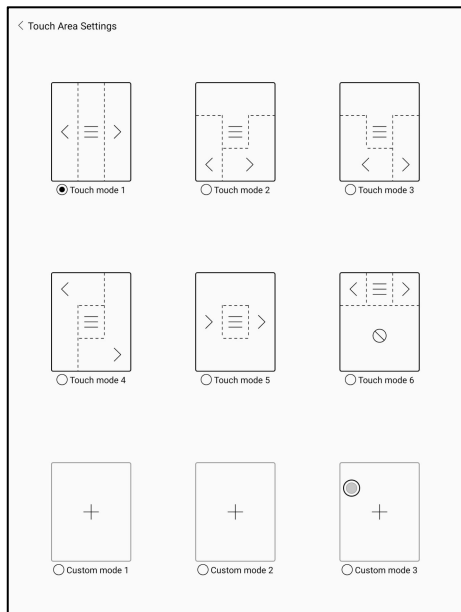 Touch Area Settings
Touch mode 1
Touch mode 2
Touch mode 3
Touch mode 4
Touch mode 5
Touch mode 6
Custom mode 1
Custom mode 2
Custom mode 3